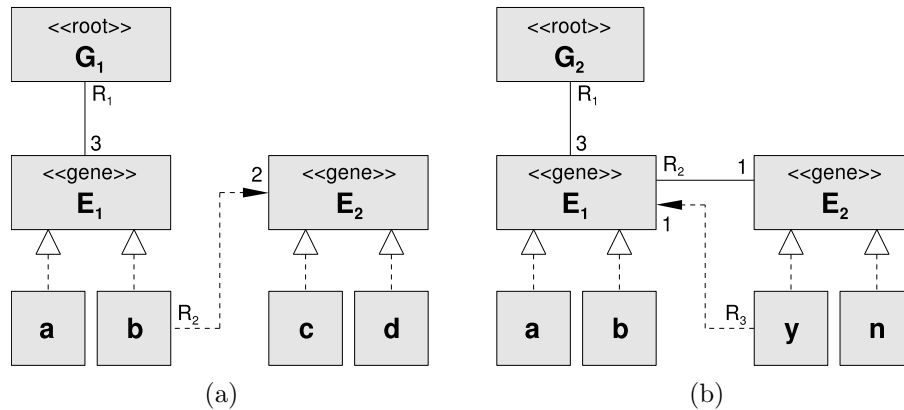 <<root>>
G₁
R₁
3
<<gene>>
E₁
2
<<gene>>
E₂
a
b
R₂
c
d
(a)
<<root>>
G₂
R₁
3
<<gene>>
E₁
R₂
1
<<gene>>
E₂
1
a
b
R₃
y
n
(b)